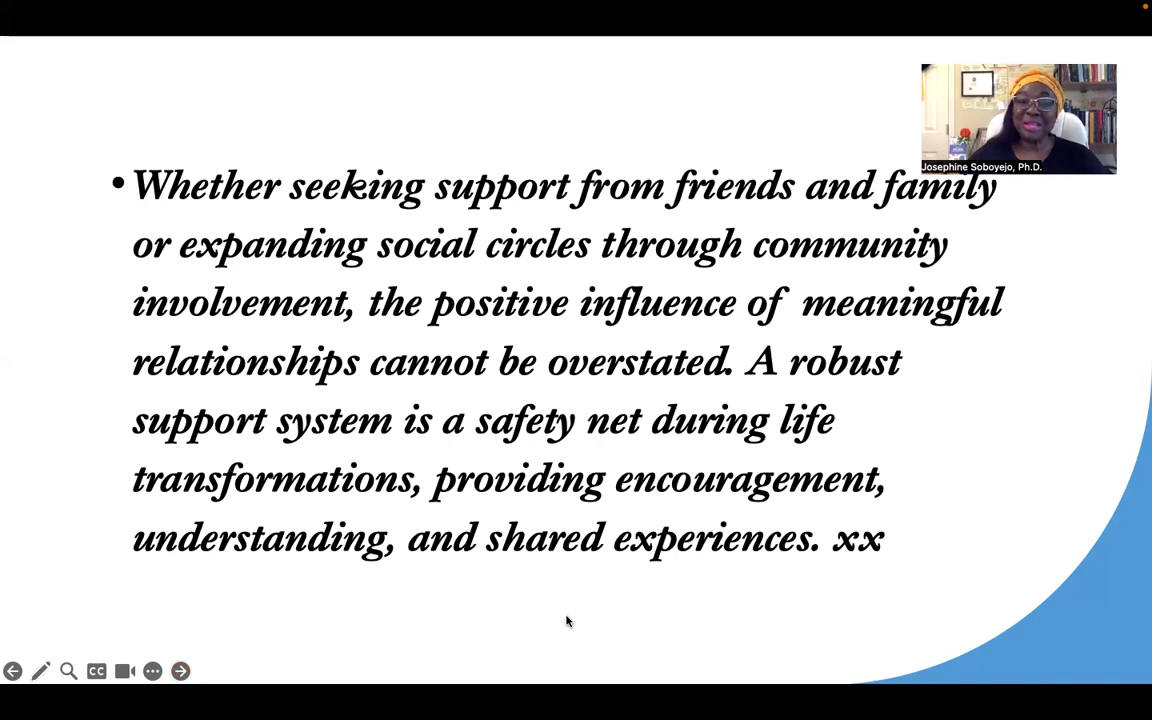 Josephine Soboyejo, Ph.D.
• Whether seeking support from friends and family
or expanding social circles through community
involvement, the positive influence of meaningful
relationships cannot be overstated. A robust
support system is a safety net during life
transformations, providing encouragement,
understanding, and shared experiences. xx
CC